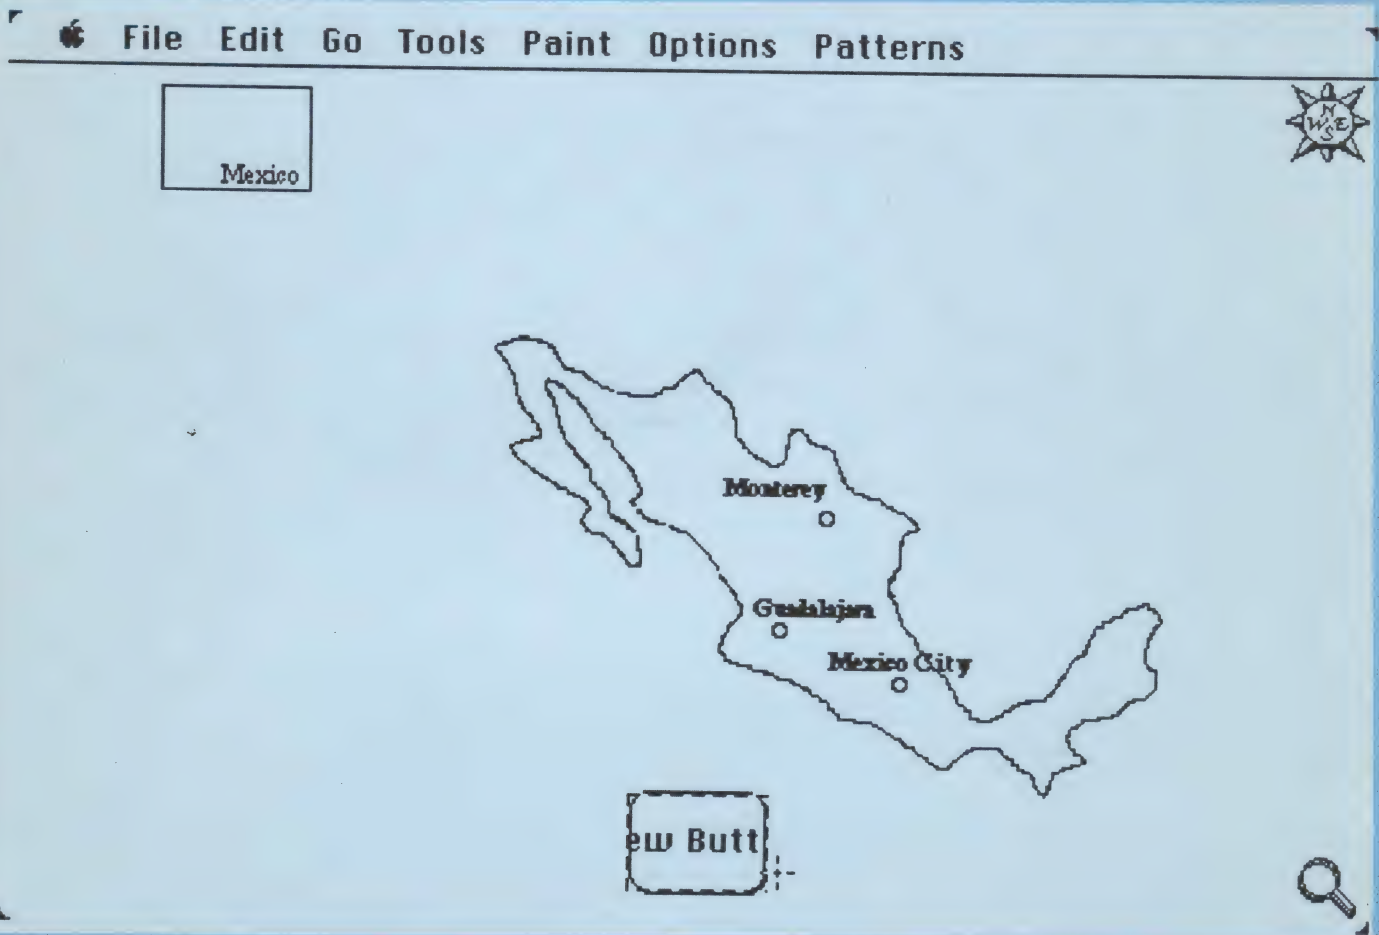 File Edit Go Tools Paint Options Patterns
Mexico
N
W E
S
Monterey
Guadalajara
Mexico City
ew Butt